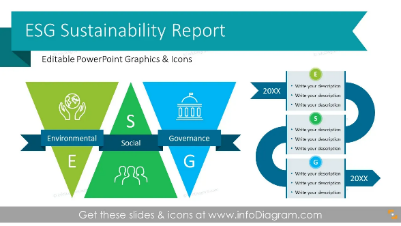 ESG Sustainability Report
Editable PowerPoint Graphics & Icons
Environmental
E
S
Social
Governance
G
20XX
E
• Write your description
• Write your description
• Write your description
S
• Write your description
• Write your description
• Write your description
G
• Write your description
• Write your description
• Write your description
20XX
Get these slides & icons at www.infoDiagram.com